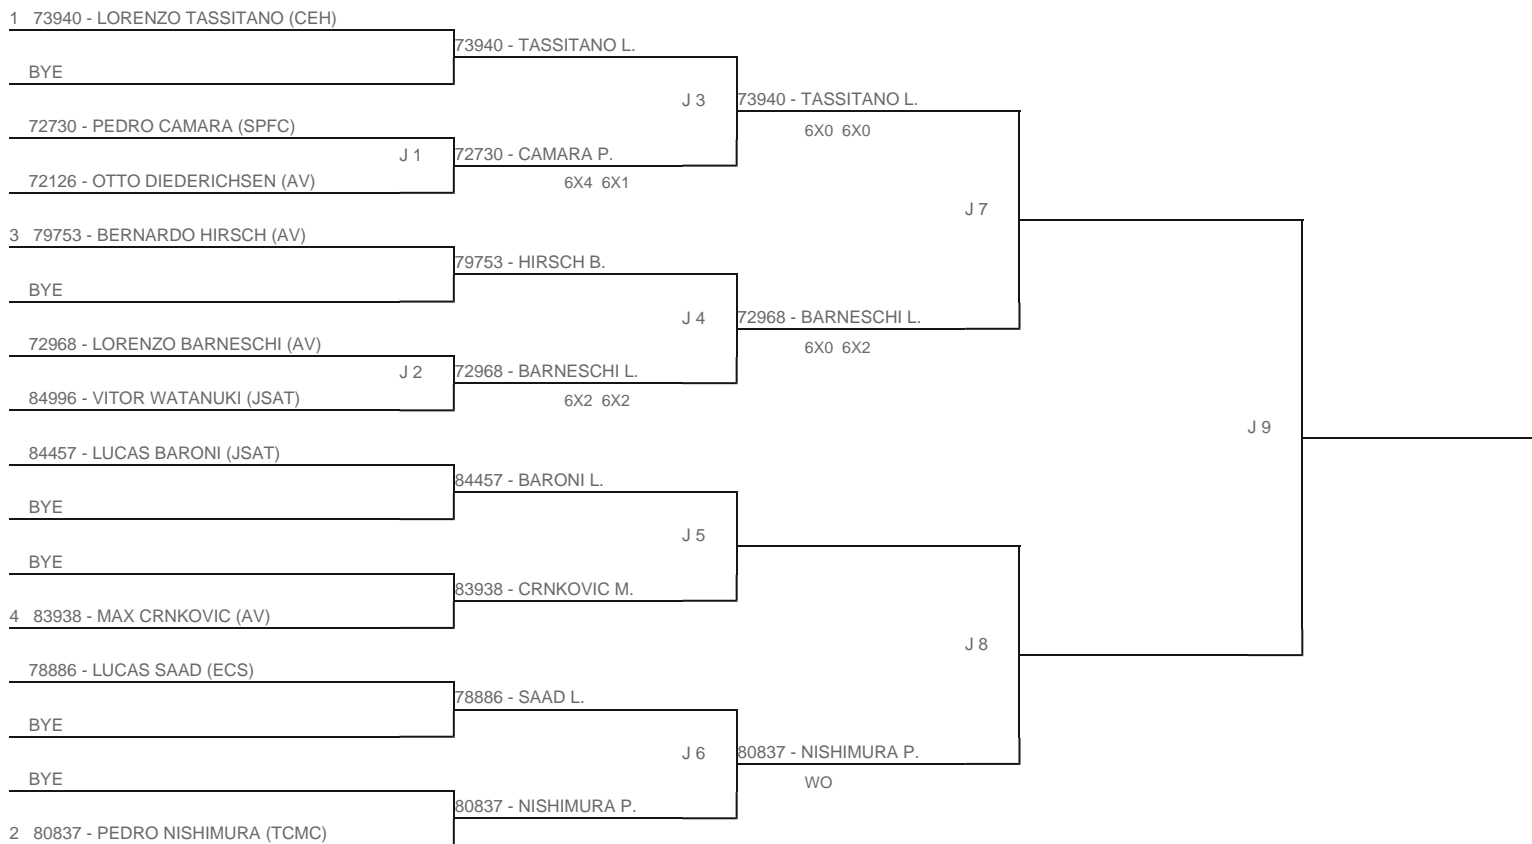 1 73940 - LORENZO TASSITANO (CEH)
73940 - TASSITANO L.
BYE
J 3
73940 - TASSITANO L.
72730 - PEDRO CAMARA (SPFC)
6X0 6X0
J 1
72730 - CAMARA P.
72126 - OTTO DIEDERICHSEN (AV)
6X4 6X1
J 7
3 79753 - BERNARDO HIRSCH (AV)
79753 - HIRSCH B.
BYE
J 4
72968 - BARNESCHI L.
72968 - LORENZO BARNESCHI (AV)
6X0 6X2
J 2
72968 - BARNESCHI L.
84996 - VITOR WATANUKI (JSAT)
6X2 6X2
J 9
84457 - LUCAS BARONI (JSAT)
84457 - BARONI L.
BYE
J 5
BYE
83938 - CRNKOVIC M.
4 83938 - MAX CRNKOVIC (AV)
J 8
78886 - LUCAS SAAD (ECS)
78886 - SAAD L.
BYE
J 6
80837 - NISHIMURA P.
BYE
WO
80837 - NISHIMURA P.
2 80837 - PEDRO NISHIMURA (TCMC)